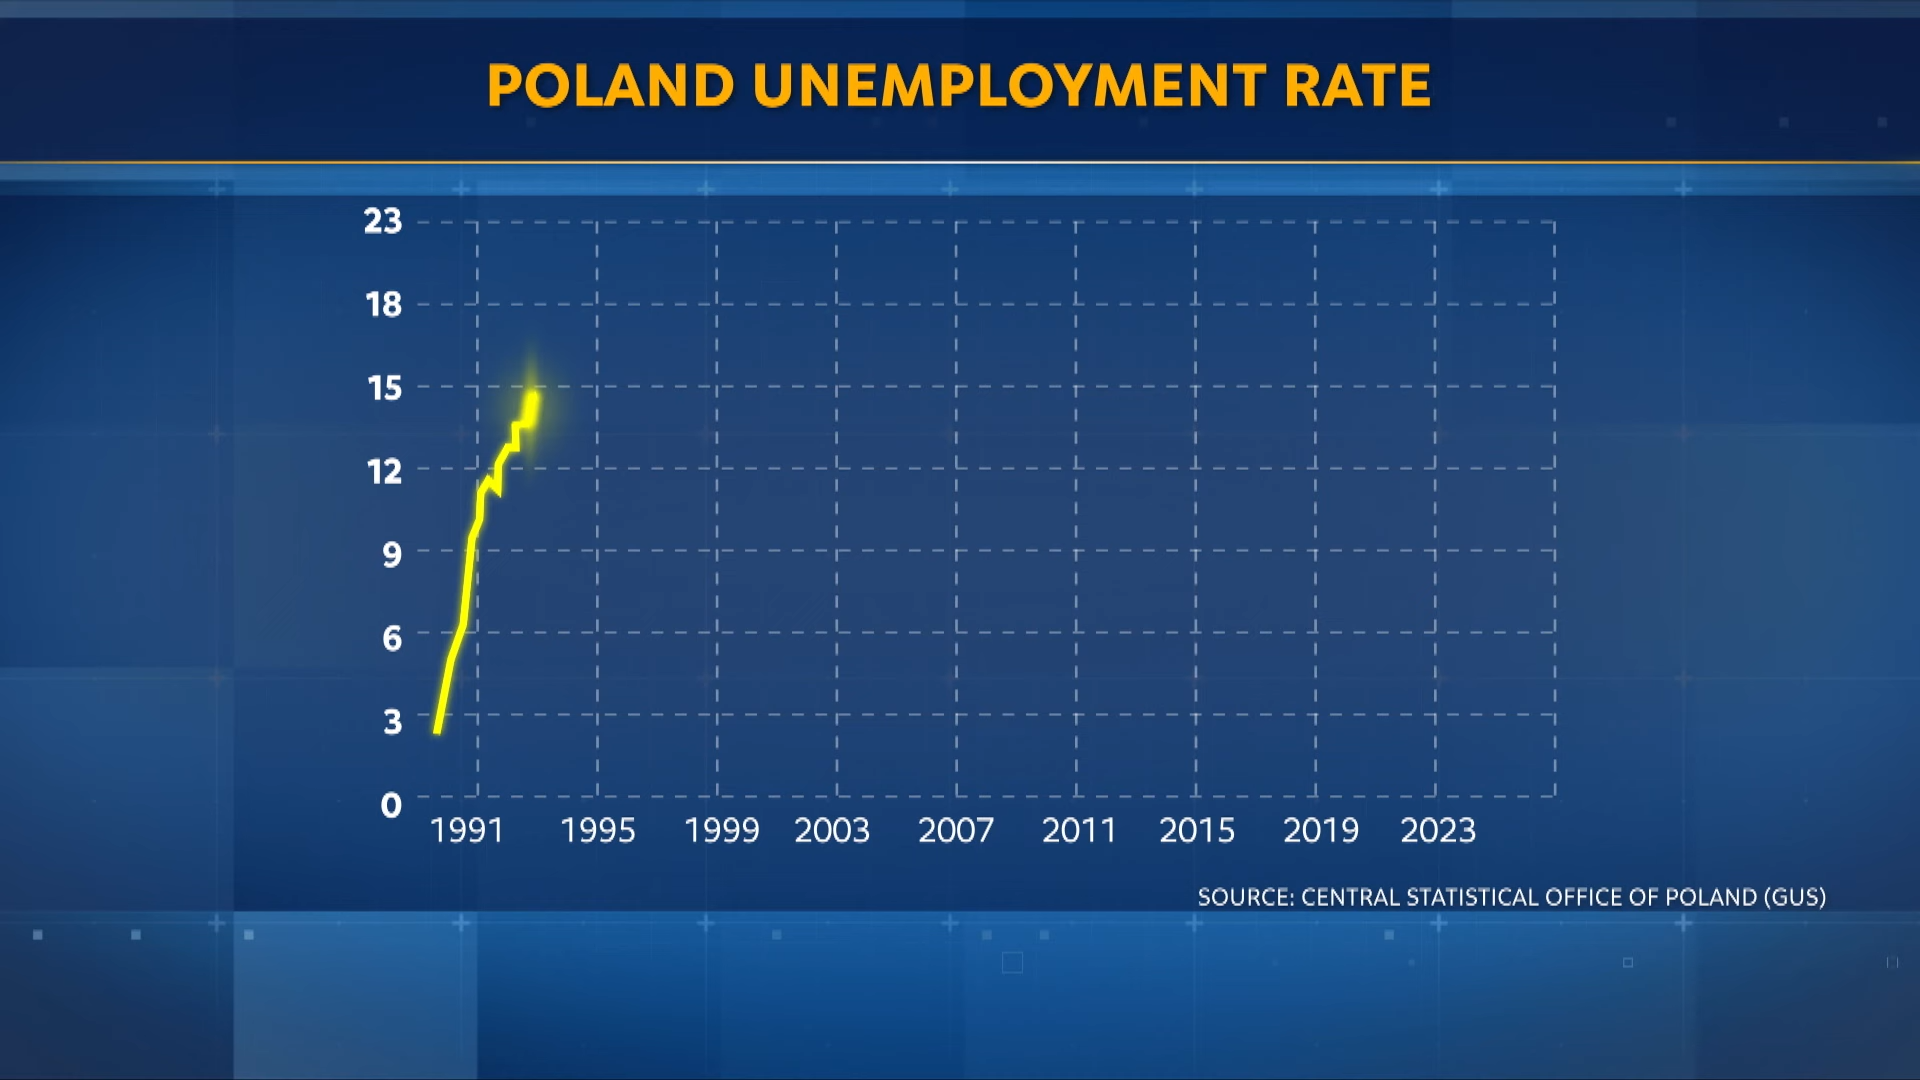 POLAND UNEMPLOYMENT RATE
23
18
15
12
9
6
3
0
1991 1995 1999 2003 2007 2011 2015 2019 2023
SOURCE: CENTRAL STATISTICAL OFFICE OF POLAND (GUS)